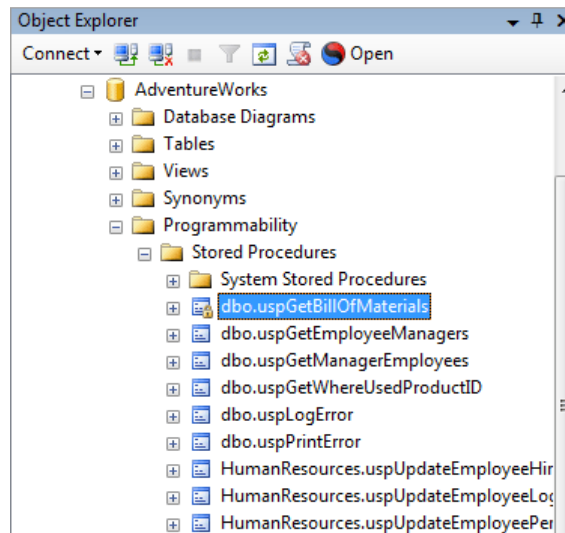 Object Explorer
Connect Open
AdventureWorks
Database Diagrams
Tables
Views
Synonyms
Programmability
Stored Procedures
System Stored Procedures
dbo.uspGetBillOfMaterials
dbo.uspGetEmployeeManagers
dbo.uspGetManagerEmployees
dbo.uspGetWhereUsedProductID
dbo.uspLogError
dbo.uspPrintError
HumanResources.uspUpdateEmployeeHir
HumanResources.uspUpdateEmployeeLog
HumanResources.uspUpdateEmployeePer